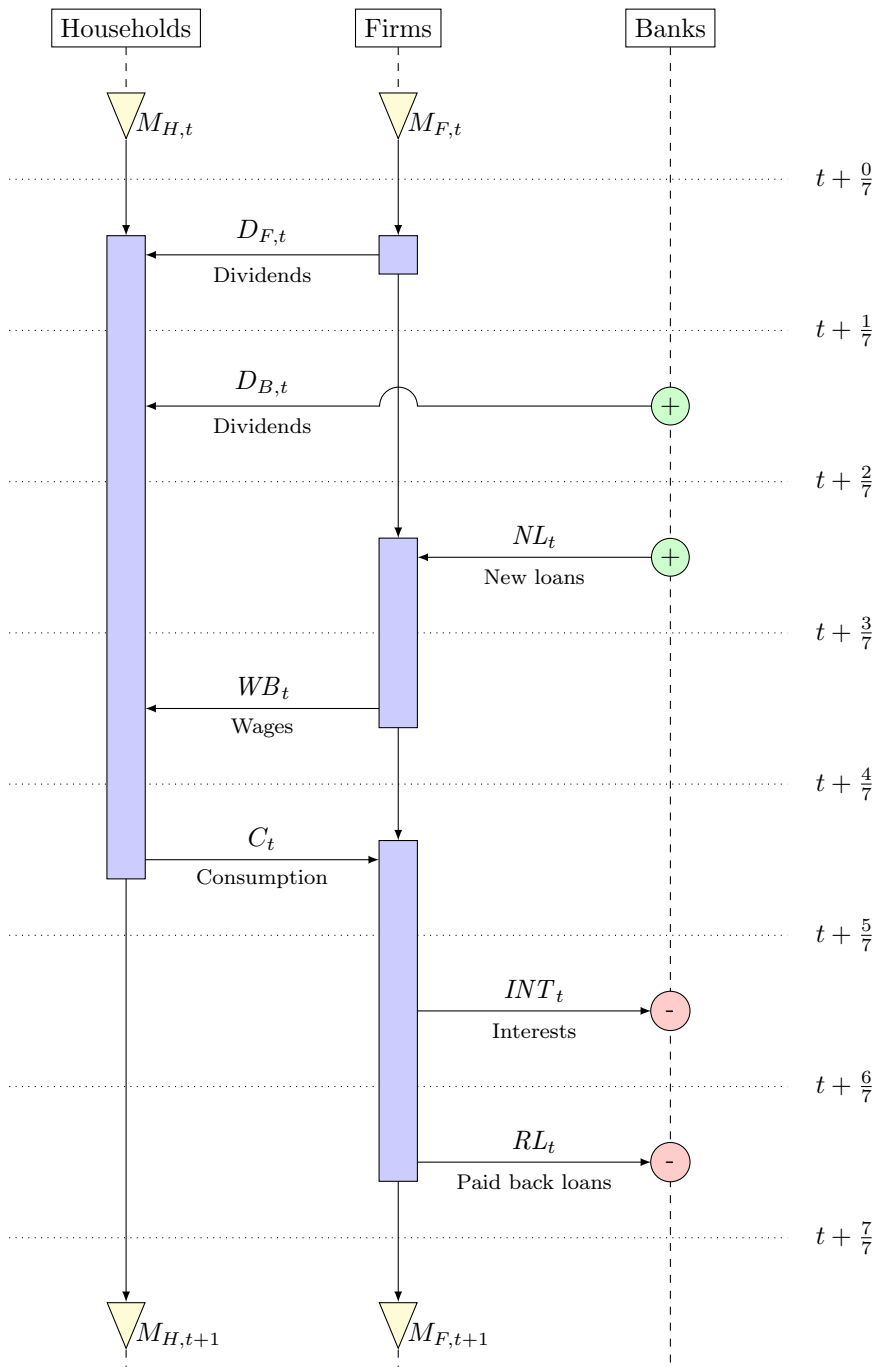 Households Firms Banks
M_{H,t} M_{F,t}
t + 0/7
D_{F,t}
Dividends
t + 1/7
D_{B,t} +
Dividends
t + 2/7
NL_t +
New loans
t + 3/7
WB_t
Wages
t + 4/7
C_t
Consumption
t + 5/7
INT_t -
Interests
t + 6/7
RL_t -
Paid back loans
t + 7/7
M_{H,t+1} M_{F,t+1}